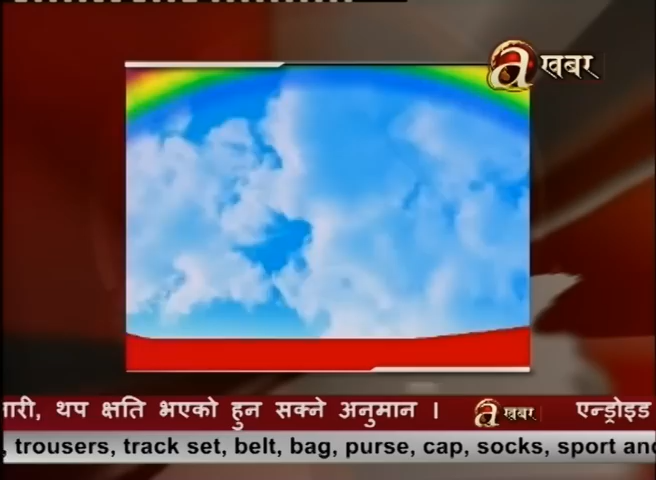 a खबर
ारी, थप क्षति भएको हुन सक्ने अनुमान । a खबर एन्ड्रोइड
, trousers, track set, belt, bag, purse, cap, socks, sport and